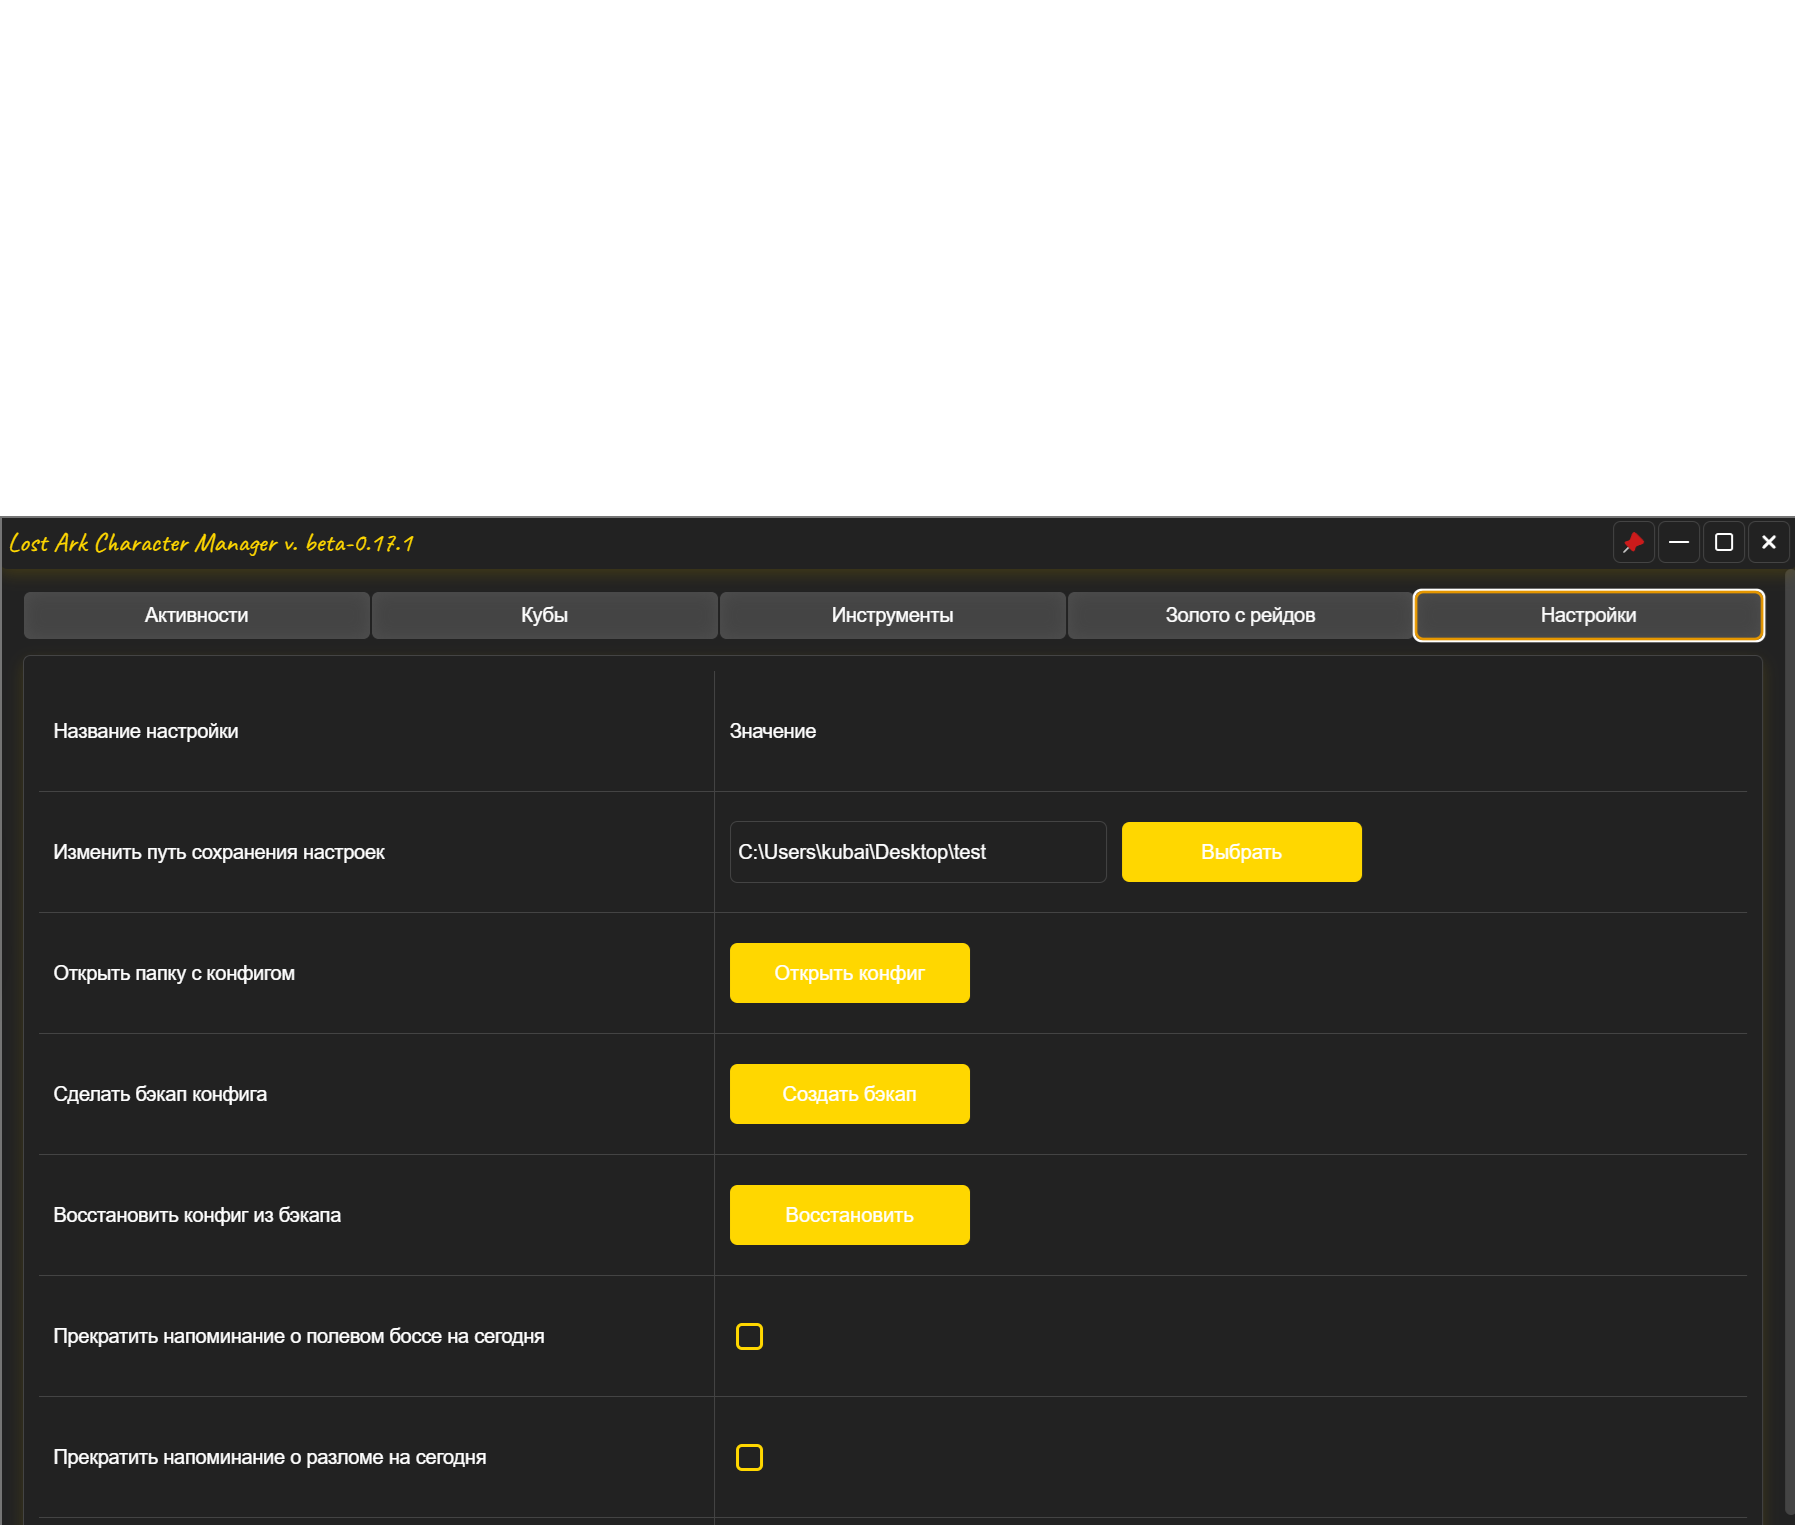 Lost Ark Character Manager v. beta-0.17.1
Активности Кубы Инструменты Золото с рейдов Настройки
Название настройки Значение
Изменить путь сохранения настроек C:\Users\kubai\Desktop\test Выбрать
Открыть папку с конфигом Открыть конфиг
Сделать бэкап конфига Создать бэкап
Восстановить конфиг из бэкапа Восстановить
Прекратить напоминание о полевом боссе на сегодня
Прекратить напоминание о разломе на сегодня